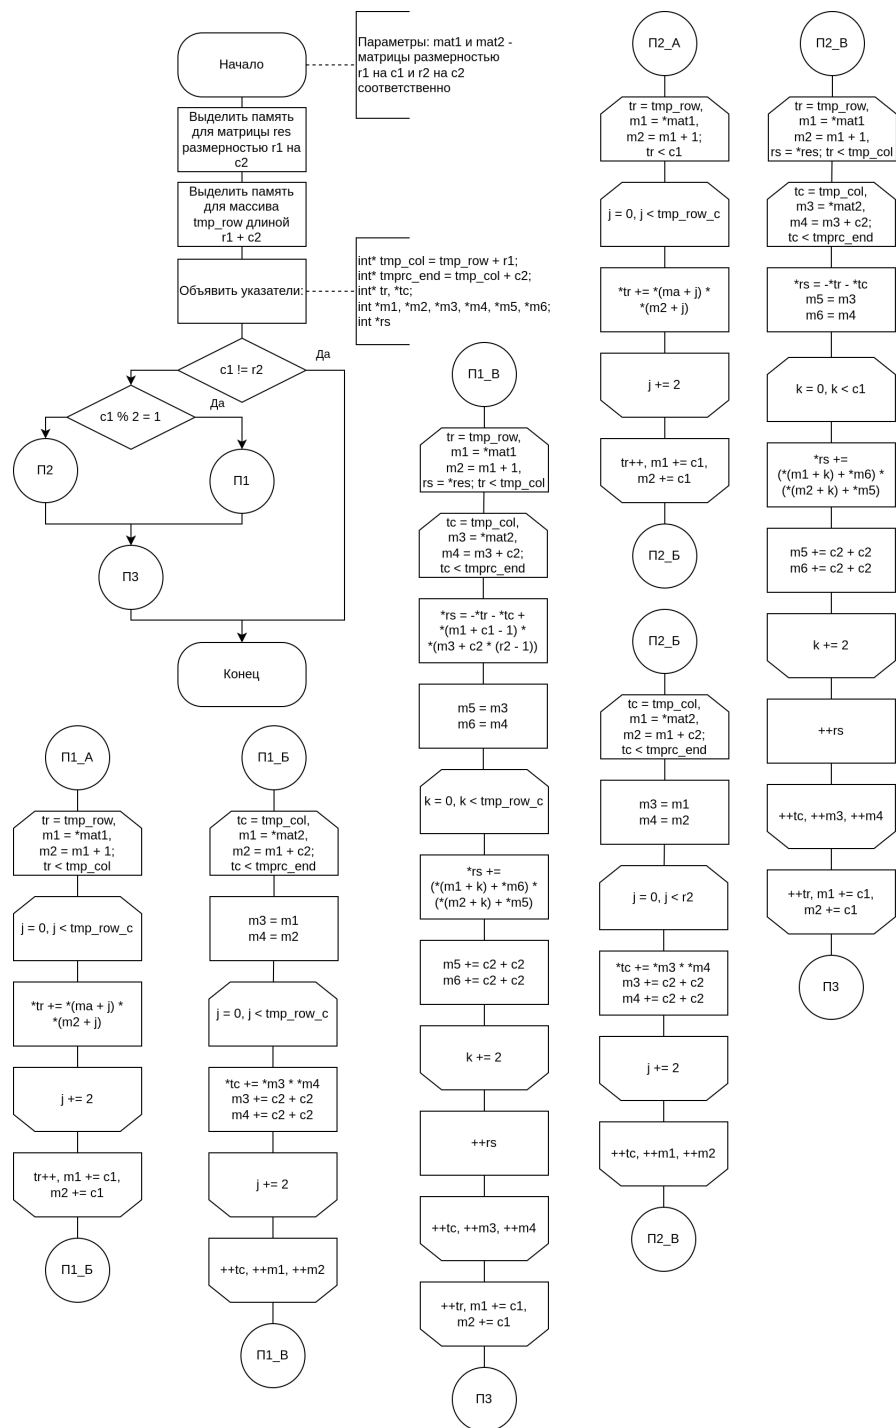 Начало
Параметры: mat1 и mat2 -
матрицы размерностью
r1 на c1 и r2 на c2
соответственно
Выделить память
для матрицы res
размерностью r1 на
c2
Выделить память
для массива
tmp_row длиной
r1 + c2
Объявить указатели:
int* tmp_col = tmp_row + r1;
int* tmprc_end = tmp_col + c2;
int* tr, *tc;
int *m1, *m2, *m3, *m4, *m5, *m6;
int *rs
c1 != r2
Да
c1 % 2 = 1
Да
П2
П1
П3
Конец
П1_А
tr = tmp_row,
m1 = *mat1,
m2 = m1 + 1;
tr < tmp_col
j = 0, j < tmp_row_c
*tr += *(ma + j) *
*(m2 + j)
j += 2
tr++, m1 += c1,
m2 += c1
П1_Б
П1_Б
tc = tmp_col,
m1 = *mat2,
m2 = m1 + c2;
tc < tmprc_end
m3 = m1
m4 = m2
j = 0, j < tmp_row_c
*tc += *m3 * *m4
m3 += c2 + c2
m4 += c2 + c2
j += 2
++tc, ++m1, ++m2
П1_В
П1_В
tr = tmp_row,
m1 = *mat1
m2 = m1 + 1,
rs = *res; tr < tmp_col
tc = tmp_col,
m3 = *mat2,
m4 = m3 + c2;
tc < tmprc_end
*rs = -*tr - *tc +
*(m1 + c1 - 1) *
*(m3 + c2 * (r2 - 1))
m5 = m3
m6 = m4
k = 0, k < tmp_row_c
*rs +=
(*(m1 + k) + *m6) *
(*(m2 + k) + *m5)
m5 += c2 + c2
m6 += c2 + c2
k += 2
++rs
++tc, ++m3, ++m4
++tr, m1 += c1,
m2 += c1
П3
П2_А
tr = tmp_row,
m1 = *mat1,
m2 = m1 + 1;
tr < c1
j = 0, j < tmp_row_c
*tr += *(ma + j) *
*(m2 + j)
j += 2
tr++, m1 += c1,
m2 += c1
П2_Б
П2_Б
tc = tmp_col,
m1 = *mat2,
m2 = m1 + c2;
tc < tmprc_end
m3 = m1
m4 = m2
j = 0, j < r2
*tc += *m3 * *m4
m3 += c2 + c2
m4 += c2 + c2
j += 2
++tc, ++m1, ++m2
П2_В
П2_В
tr = tmp_row,
m1 = *mat1
m2 = m1 + 1,
rs = *res; tr < tmp_col
tc = tmp_col,
m3 = *mat2,
m4 = m3 + c2;
tc < tmprc_end
*rs = -*tr - *tc
m5 = m3
m6 = m4
k = 0, k < c1
*rs +=
(*(m1 + k) + *m6) *
(*(m2 + k) + *m5)
m5 += c2 + c2
m6 += c2 + c2
k += 2
++rs
++tc, ++m3, ++m4
++tr, m1 += c1,
m2 += c1
П3